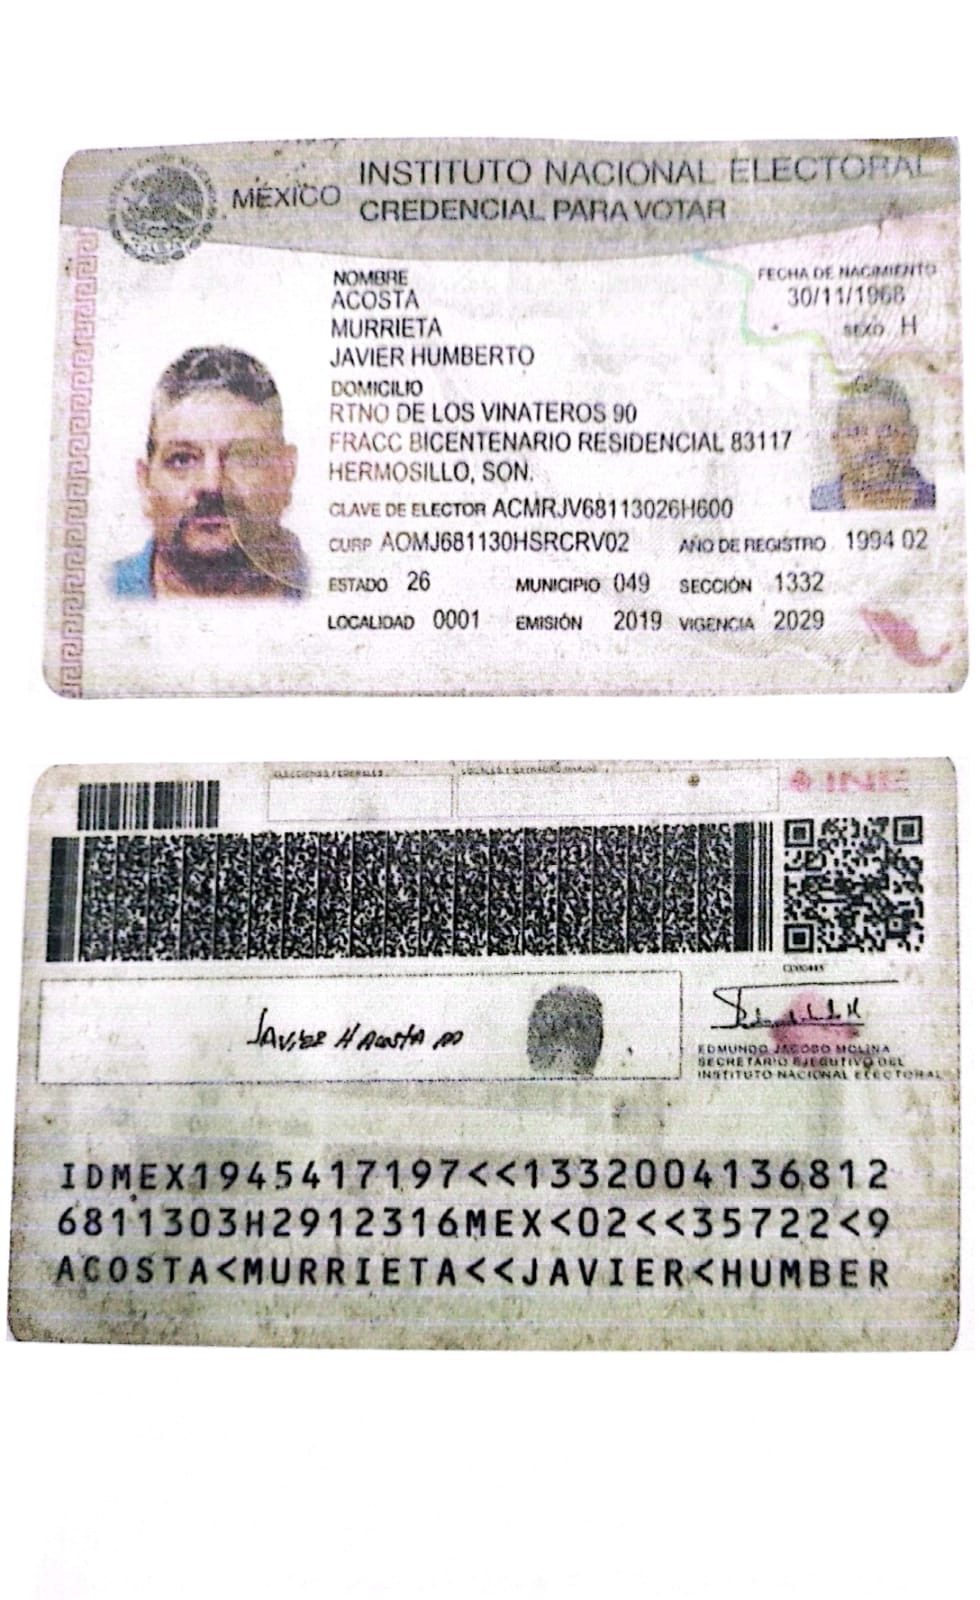 MÉXICO
INSTITUTO NACIONAL ELECTORAL
CREDENCIAL PARA VOTAR
NOMBRE
ACOSTA
MURRIETA
JAVIER HUMBERTO
FECHA DE NACIMIENTO
30/11/1968
SEXO H
DOMICILIO
RTNO DE LOS VINATEROS 90
FRACC BICENTENARIO RESIDENCIAL 83117
HERMOSILLO, SON.
CLAVE DE ELECTOR ACMRJV68113026H600
CURP AOMJ681130HSRCRV02 AÑO DE REGISTRO 1994 02
ESTADO 26 MUNICIPIO 049 SECCIÓN 1332
LOCALIDAD 0001 EMISIÓN 2019 VIGENCIA 2029
ELECCIONES FEDERALES
INE
JAVIER H ACOSTA
EDMUNDO JACOBO MOLINA
SECRETARIO EJECUTIVO DEL
INSTITUTO NACIONAL ELECTORAL
IDMEX1945417197<<1332004136812
6811303H2912316MEX<02<<35722<9
ACOSTA<MURRIETA<<JAVIER<HUMBER